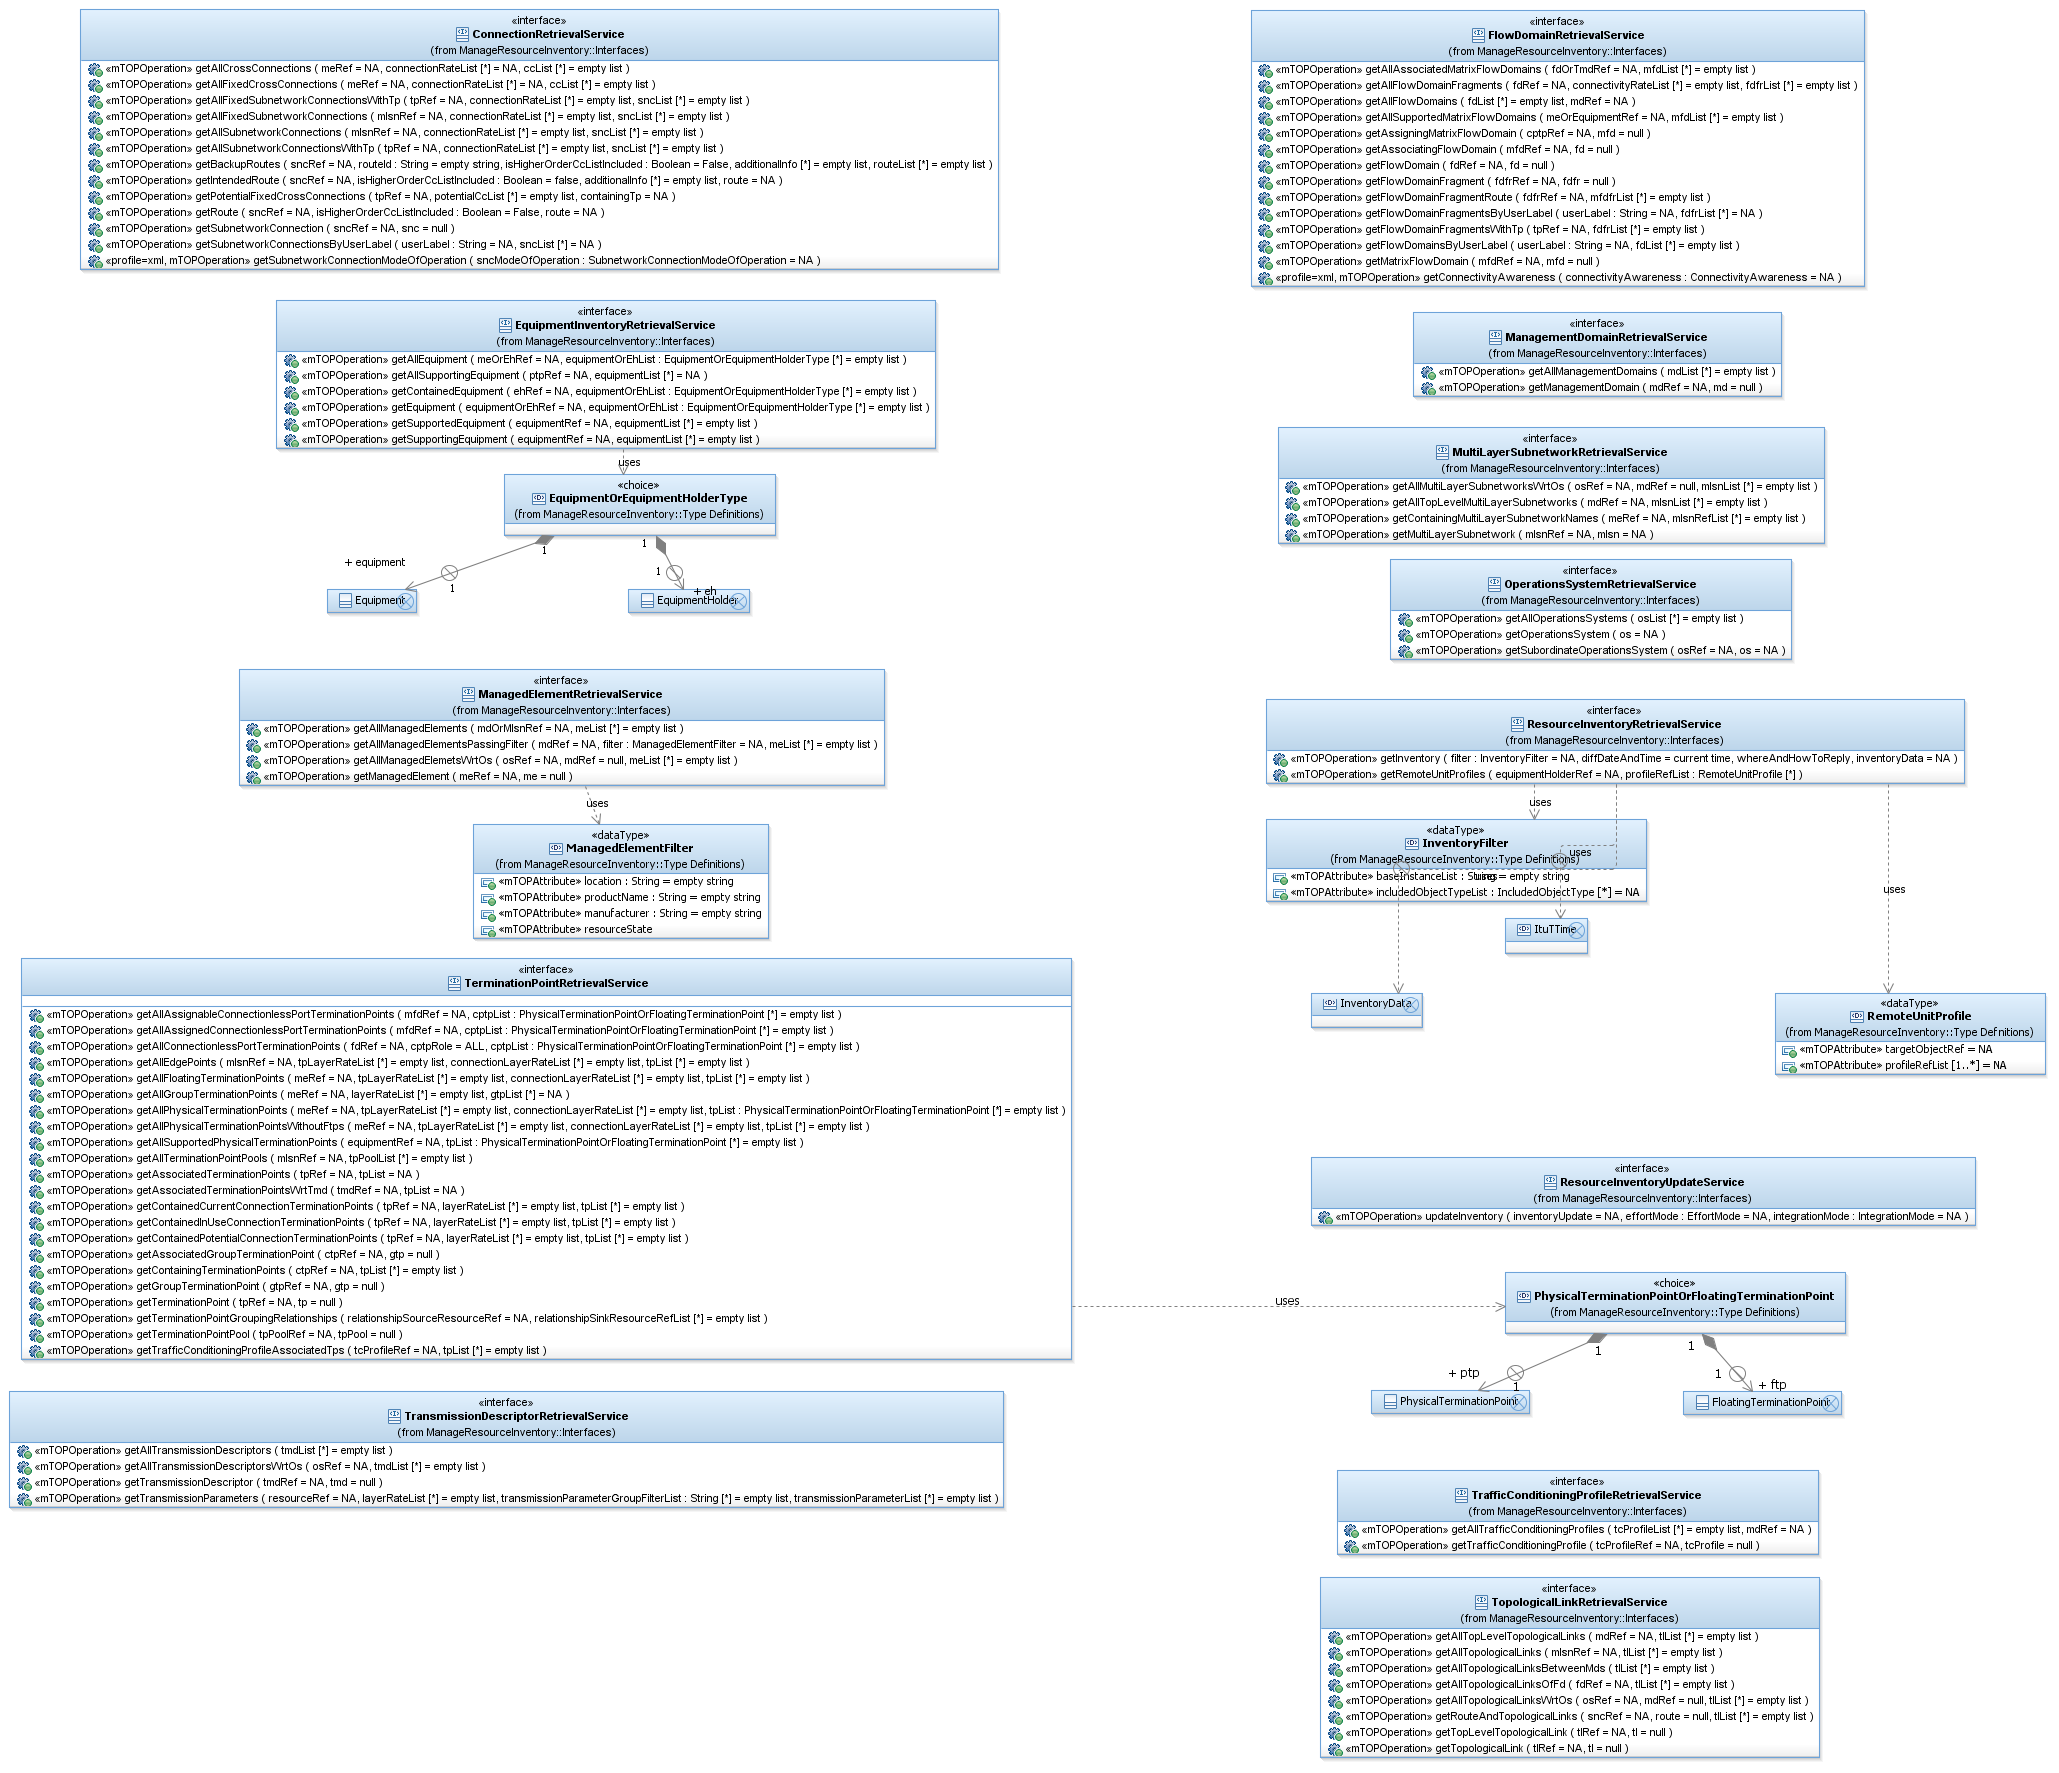 «interface»
ConnectionRetrievalService
(from ManageResourceInventory::Interfaces)
«mTOPOperation» getAllCrossConnections ( meRef = NA, connectionRateList [*] = NA, ccList [*] = empty list )
«mTOPOperation» getAllFixedCrossConnections ( meRef = NA, connectionRateList [*] = NA, ccList [*] = empty list )
«mTOPOperation» getAllFixedSubnetworkConnectionsWithTp ( tpRef = NA, connectionRateList [*] = empty list, sncList [*] = empty list )
«mTOPOperation» getAllFixedSubnetworkConnections ( mlsnRef = NA, connectionRateList [*] = empty list, sncList [*] = empty list )
«mTOPOperation» getAllSubnetworkConnections ( mlsnRef = NA, connectionRateList [*] = empty list, sncList [*] = empty list )
«mTOPOperation» getAllSubnetworkConnectionsWithTp ( tpRef = NA, connectionRateList [*] = empty list, sncList [*] = empty list )
«mTOPOperation» getBackupRoutes ( sncRef = NA, routeId : String = empty string, isHigherOrderCcListIncluded : Boolean = False, additionalInfo [*] = empty list, routeList [*] = empty list )
«mTOPOperation» getIntendedRoute ( sncRef = NA, isHigherOrderCcListIncluded : Boolean = false, additionalInfo [*] = empty list, route = NA )
«mTOPOperation» getPotentialFixedCrossConnections ( tpRef = NA, potentialCcList [*] = empty list, containingTp = NA )
«mTOPOperation» getRoute ( sncRef = NA, isHigherOrderCcListIncluded : Boolean = False, route = NA )
«mTOPOperation» getSubnetworkConnection ( sncRef = NA, snc = null )
«mTOPOperation» getSubnetworkConnectionsByUserLabel ( userLabel : String = NA, sncList [*] = NA )
«profile=xml, mTOPOperation» getSubnetworkConnectionModeOfOperation ( sncModeOfOperation : SubnetworkConnectionModeOfOperation = NA )
«interface»
EquipmentInventoryRetrievalService
(from ManageResourceInventory::Interfaces)
«mTOPOperation» getAllEquipment ( meOrEhRef = NA, equipmentOrEhList : EquipmentOrEquipmentHolderType [*] = empty list )
«mTOPOperation» getAllSupportingEquipment ( ptpRef = NA, equipmentList [*] = NA )
«mTOPOperation» getContainedEquipment ( ehRef = NA, equipmentOrEhList : EquipmentOrEquipmentHolderType [*] = empty list )
«mTOPOperation» getEquipment ( equipmentOrEhRef = NA, equipmentOrEhList : EquipmentOrEquipmentHolderType [*] = empty list )
«mTOPOperation» getSupportedEquipment ( equipmentRef = NA, equipmentList [*] = empty list )
«mTOPOperation» getSupportingEquipment ( equipmentRef = NA, equipmentList [*] = empty list )
uses
«choice»
EquipmentOrEquipmentHolderType
(from ManageResourceInventory::Type Definitions)
1
1
+ equipment
1
1
+ eh
Equipment
EquipmentHolder
«interface»
ManagedElementRetrievalService
(from ManageResourceInventory::Interfaces)
«mTOPOperation» getAllManagedElements ( mdOrMlsnRef = NA, meList [*] = empty list )
«mTOPOperation» getAllManagedElementsPassingFilter ( mdRef = NA, filter : ManagedElementFilter = NA, meList [*] = empty list )
«mTOPOperation» getAllManagedElemetsWrtOs ( osRef = NA, mdRef = null, meList [*] = empty list )
«mTOPOperation» getManagedElement ( meRef = NA, me = null )
uses
«dataType»
ManagedElementFilter
(from ManageResourceInventory::Type Definitions)
«mTOPAttribute» location : String = empty string
«mTOPAttribute» productName : String = empty string
«mTOPAttribute» manufacturer : String = empty string
«mTOPAttribute» resourceState
«interface»
TerminationPointRetrievalService
«mTOPOperation» getAllAssignableConnectionlessPortTerminationPoints ( mfdRef = NA, cptpList : PhysicalTerminationPointOrFloatingTerminationPoint [*] = empty list )
«mTOPOperation» getAllAssignedConnectionlessPortTerminationPoints ( mfdRef = NA, cptpList : PhysicalTerminationPointOrFloatingTerminationPoint [*] = empty list )
«mTOPOperation» getAllConnectionlessPortTerminationPoints ( fdRef = NA, cptpRole = ALL, cptpList : PhysicalTerminationPointOrFloatingTerminationPoint [*] = empty list )
«mTOPOperation» getAllEdgePoints ( mlsnRef = NA, tpLayerRateList [*] = empty list, connectionLayerRateList [*] = empty list, tpList [*] = empty list )
«mTOPOperation» getAllFloatingTerminationPoints ( meRef = NA, tpLayerRateList [*] = empty list, connectionLayerRateList [*] = empty list, tpList [*] = empty list )
«mTOPOperation» getAllGroupTerminationPoints ( meRef = NA, layerRateList [*] = empty list, gtpList [*] = NA )
«mTOPOperation» getAllPhysicalTerminationPoints ( meRef = NA, tpLayerRateList [*] = empty list, connectionLayerRateList [*] = empty list, tpList : PhysicalTerminationPointOrFloatingTerminationPoint [*] = empty list )
«mTOPOperation» getAllPhysicalTerminationPointsWithoutFtps ( meRef = NA, tpLayerRateList [*] = empty list, connectionLayerRateList [*] = empty list, tpList [*] = empty list )
«mTOPOperation» getAllSupportedPhysicalTerminationPoints ( equipmentRef = NA, tpList : PhysicalTerminationPointOrFloatingTerminationPoint [*] = empty list )
«mTOPOperation» getAllTerminationPointPools ( mlsnRef = NA, tpPoolList [*] = empty list )
«mTOPOperation» getAssociatedTerminationPoints ( tpRef = NA, tpList = NA )
«mTOPOperation» getAssociatedTerminationPointsWrtTmd ( tmdRef = NA, tpList = NA )
«mTOPOperation» getContainedCurrentConnectionTerminationPoints ( tpRef = NA, layerRateList [*] = empty list, tpList [*] = empty list )
«mTOPOperation» getContainedInUseConnectionTerminationPoints ( tpRef = NA, layerRateList [*] = empty list, tpList [*] = empty list )
«mTOPOperation» getContainedPotentialConnectionTerminationPoints ( tpRef = NA, layerRateList [*] = empty list, tpList [*] = empty list )
«mTOPOperation» getAssociatedGroupTerminationPoint ( ctpRef = NA, gtp = null )
«mTOPOperation» getContainingTerminationPoints ( ctpRef = NA, tpList [*] = empty list )
«mTOPOperation» getGroupTerminationPoint ( gtpRef = NA, gtp = null )
«mTOPOperation» getTerminationPoint ( tpRef = NA, tp = null )
«mTOPOperation» getTerminationPointGroupingRelationships ( relationshipSourceResourceRef = NA, relationshipSinkResourceRefList [*] = empty list )
«mTOPOperation» getTerminationPointPool ( tpPoolRef = NA, tpPool = null )
«mTOPOperation» getTrafficConditioningProfileAssociatedTps ( tcProfileRef = NA, tpList [*] = empty list )
«interface»
TransmissionDescriptorRetrievalService
(from ManageResourceInventory::Interfaces)
«mTOPOperation» getAllTransmissionDescriptors ( tmdList [*] = empty list )
«mTOPOperation» getAllTransmissionDescriptorsWrtOs ( osRef = NA, tmdList [*] = empty list )
«mTOPOperation» getTransmissionDescriptor ( tmdRef = NA, tmd = null )
«mTOPOperation» getTransmissionParameters ( resourceRef = NA, layerRateList [*] = empty list, transmissionParameterGroupFilterList : String [*] = empty list, transmissionParameterList [*] = empty list )
«interface»
FlowDomainRetrievalService
(from ManageResourceInventory::Interfaces)
«mTOPOperation» getAllAssociatedMatrixFlowDomains ( fdOrTmdRef = NA, mfdList [*] = empty list )
«mTOPOperation» getAllFlowDomainFragments ( fdRef = NA, connectivityRateList [*] = empty list, fdfrList [*] = empty list )
«mTOPOperation» getAllFlowDomains ( fdList [*] = empty list, mdRef = NA )
«mTOPOperation» getAllSupportedMatrixFlowDomains ( meOrEquipmentRef = NA, mfdList [*] = empty list )
«mTOPOperation» getAssigningMatrixFlowDomain ( cptpRef = NA, mfd = null )
«mTOPOperation» getAssociatingFlowDomain ( mfdRef = NA, fd = null )
«mTOPOperation» getFlowDomain ( fdRef = NA, fd = null )
«mTOPOperation» getFlowDomainFragment ( fdfrRef = NA, fdfr = null )
«mTOPOperation» getFlowDomainFragmentRoute ( fdfrRef = NA, mfdfrList [*] = empty list )
«mTOPOperation» getFlowDomainFragmentsByUserLabel ( userLabel : String = NA, fdfrList [*] = NA )
«mTOPOperation» getFlowDomainFragmentsWithTp ( tpRef = NA, fdfrList [*] = empty list )
«mTOPOperation» getFlowDomainsByUserLabel ( userLabel : String = NA, fdList [*] = empty list )
«mTOPOperation» getMatrixFlowDomain ( mfdRef = NA, mfd = null )
«profile=xml, mTOPOperation» getConnectivityAwareness ( connectivityAwareness : ConnectivityAwareness = NA )
«interface»
ManagementDomainRetrievalService
(from ManageResourceInventory::Interfaces)
«mTOPOperation» getAllManagementDomains ( mdList [*] = empty list )
«mTOPOperation» getManagementDomain ( mdRef = NA, md = null )
«interface»
MultiLayerSubnetworkRetrievalService
(from ManageResourceInventory::Interfaces)
«mTOPOperation» getAllMultiLayerSubnetworksWrtOs ( osRef = NA, mdRef = null, mlsnList [*] = empty list )
«mTOPOperation» getAllTopLevelMultiLayerSubnetworks ( mdRef = NA, mlsnList [*] = empty list )
«mTOPOperation» getContainingMultiLayerSubnetworkNames ( meRef = NA, mlsnRefList [*] = empty list )
«mTOPOperation» getMultiLayerSubnetwork ( mlsnRef = NA, mlsn = NA )
«interface»
OperationsSystemRetrievalService
(from ManageResourceInventory::Interfaces)
«mTOPOperation» getAllOperationsSystems ( osList [*] = empty list )
«mTOPOperation» getOperationsSystem ( os = NA )
«mTOPOperation» getSubordinateOperationsSystem ( osRef = NA, os = NA )
«interface»
ResourceInventoryRetrievalService
(from ManageResourceInventory::Interfaces)
«mTOPOperation» getInventory ( filter : InventoryFilter = NA, diffDateAndTime = current time, whereAndHowToReply, inventoryData = NA )
«mTOPOperation» getRemoteUnitProfiles ( equipmentHolderRef = NA, profileRefList : RemoteUnitProfile [*] )
uses
«dataType»
InventoryFilter
(from ManageResourceInventory::Type Definitions)
uses
«mTOPAttribute» baseInstanceList : String = empty string
uses
«mTOPAttribute» includedObjectTypeList : IncludedObjectType [*] = NA
uses
ItuTTime
InventoryData
«dataType»
RemoteUnitProfile
(from ManageResourceInventory::Type Defnitions)
«mTOPAttribute» targetObjectRef = NA
«mTOPAttribute» profileRefList [1..*] = NA
«interface»
ResourceInventoryUpdateService
(from ManageResourceInventory::Interfaces)
«mTOPOperation» updateInventory ( inventoryUpdate = NA, effortMode : EffortMode = NA, integrationMode : IntegrationMode = NA )
uses
«choice»
PhysicalTerminationPointOrFloatingTerminationPoint
(from ManageResourceInventory::Type Definitions)
1
1
+ ptp
1
1
+ ftp
PhysicalTerminationPoint
FloatingTerminationPoint
«interface»
TrafficConditioningProfileRetrievalService
(from ManageResourceInventory::Interfaces)
«mTOPOperation» getAllTrafficConditioningProfiles ( tcProfileList [*] = empty list, mdRef = NA )
«mTOPOperation» getTrafficConditioningProfile ( tcProfileRef = NA, tcProfile = null )
«interface»
TopologicalLinkRetrievalService
(from ManageResourceInventory::Interfaces)
«mTOPOperation» getAllTopLevelTopologicalLinks ( mdRef = NA, tlList [*] = empty list )
«mTOPOperation» getAllTopologicalLinks ( mlsnRef = NA, tlList [*] = empty list )
«mTOPOperation» getAllTopologicalLinksBetweenMds ( tlList [*] = empty list )
«mTOPOperation» getAllTopologicalLinksOfFd ( fdRef = NA, tlList [*] = empty list )
«mTOPOperation» getAllTopologicalLinksWrtOs ( osRef = NA, mdRef = null, tlList [*] = empty list )
«mTOPOperation» getRouteAndTopologicalLinks ( sncRef = NA, route = null, tlList [*] = empty list )
«mTOPOperation» getTopLevelTopologicalLink ( tlRef = NA, tl = null )
«mTOPOperation» getTopologicalLink ( tlRef = NA, tl = null )